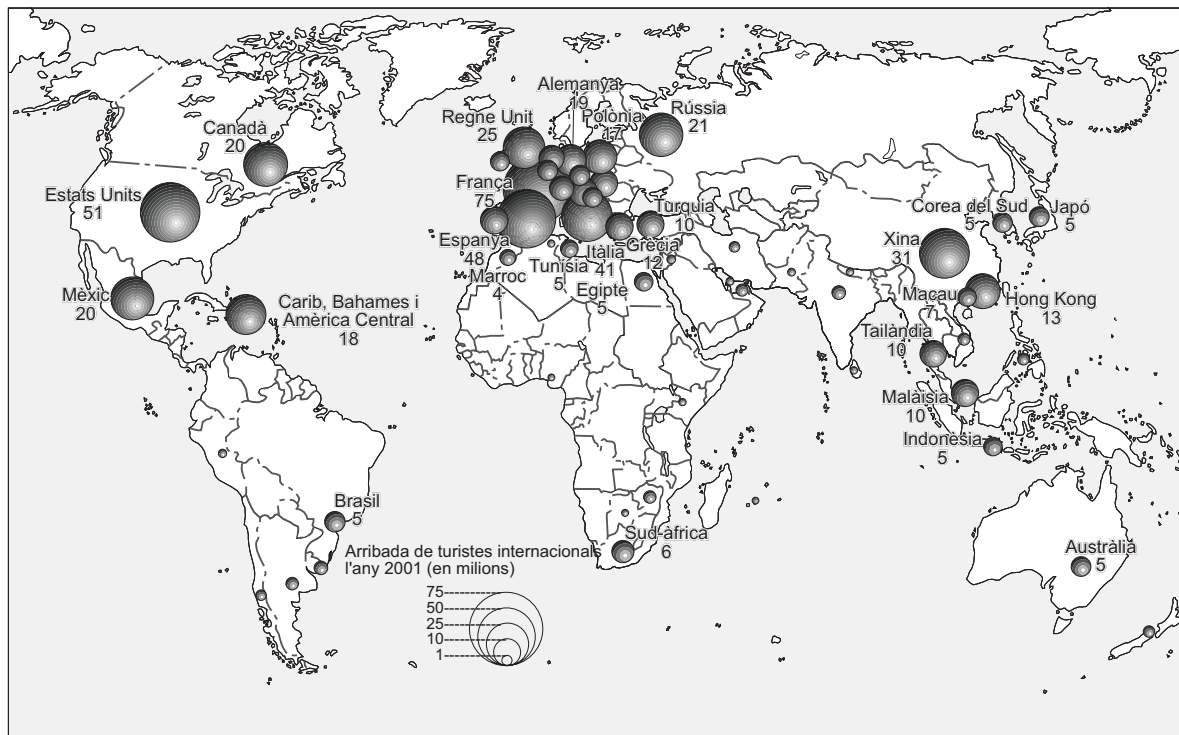 Alemanya
19
Polònia
17
Rússia
21
Regne Unit
25
Canadà
20
Estats Units
51
França
75
Turquia
10
Corea del Sud
5
Japó
5
Espanya
48
Itàlia
41
Grècia
12
Xina
31
Marroc
4
Tunísia
5
Egipte
5
Mèxic
20
Carib, Bahames i
Amèrica Central
18
Macau
7
Hong Kong
13
Tailàndia
10
Malàisia
10
Indonèsia
5
Brasil
5
Sud-àfrica
6
Austràlia
5
Arribada de turistes internacionals
l'any 2001 (en milions)
75
50
25
10
1